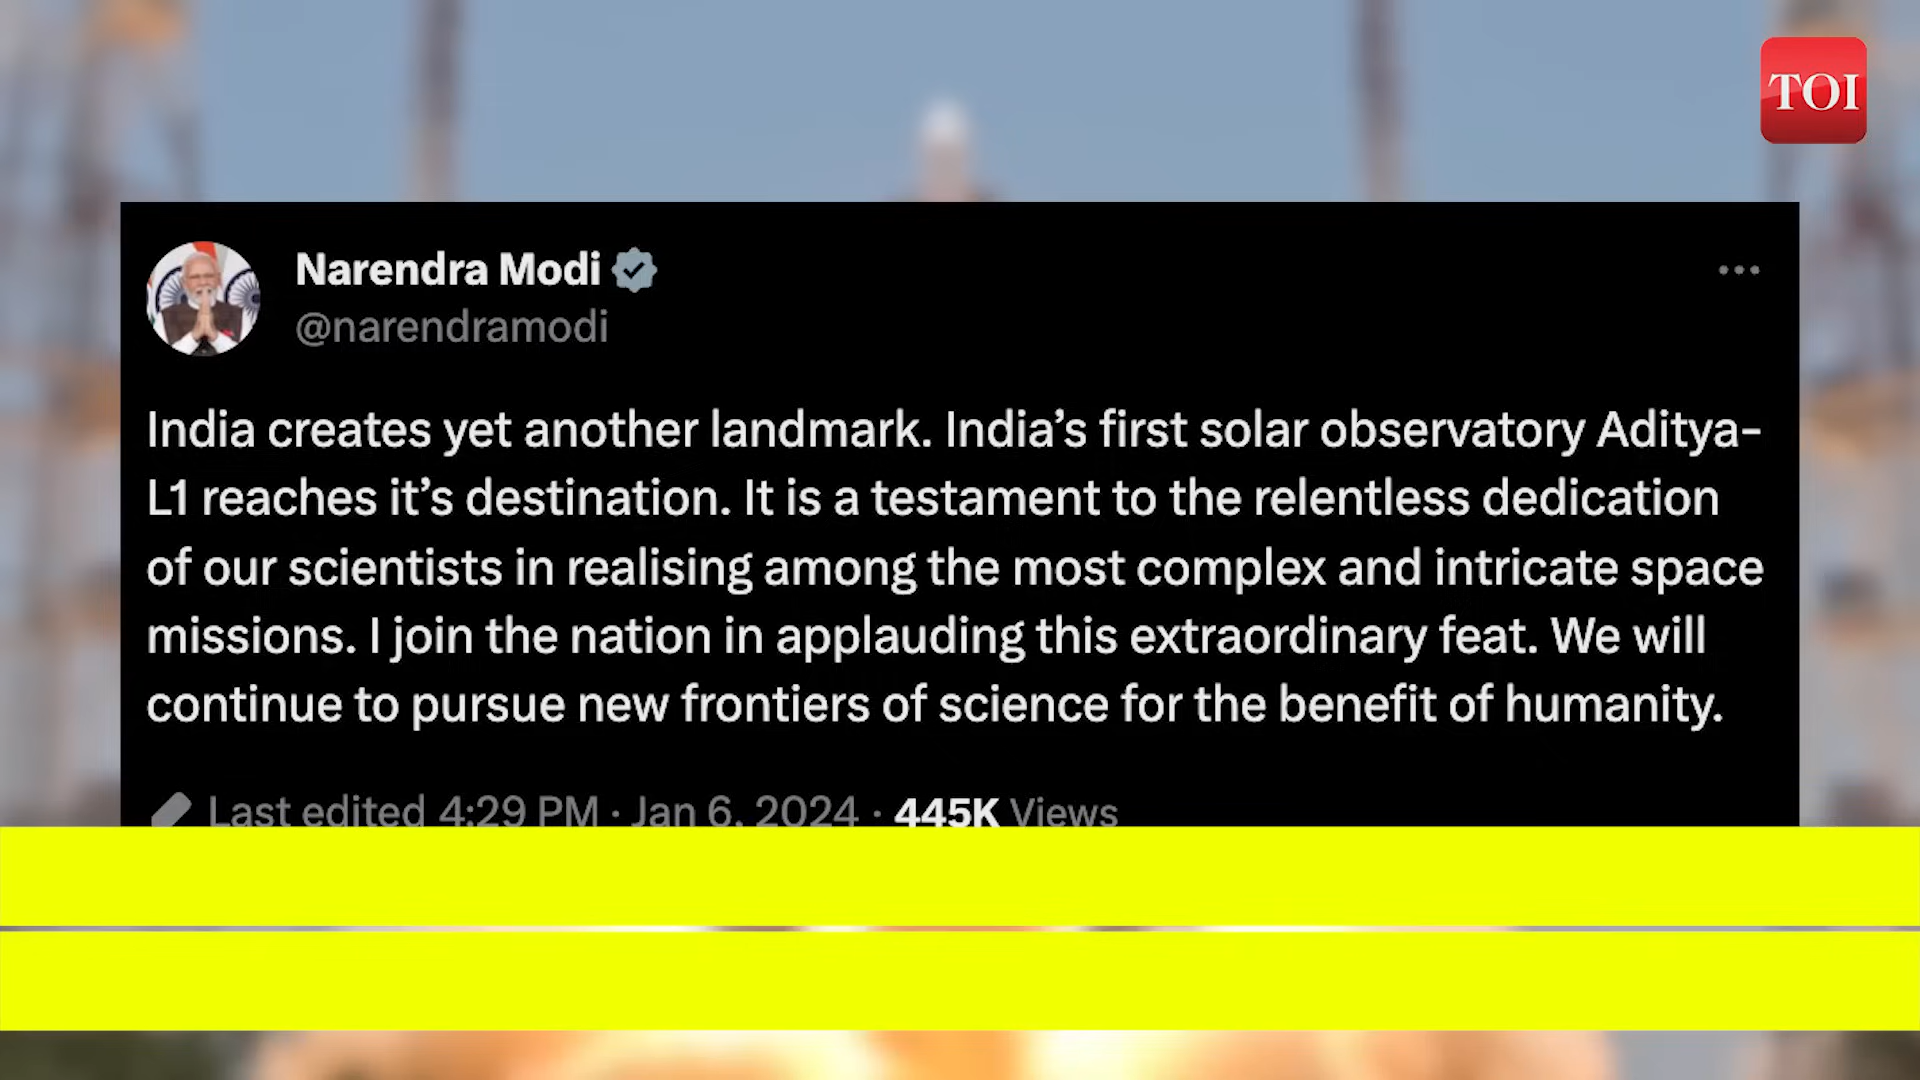 TOI
Narendra Modi
@narendramodi
India creates yet another landmark. India’s first solar observatory Aditya-
L1 reaches it’s destination. It is a testament to the relentless dedication
of our scientists in realising among the most complex and intricate space
missions. I join the nation in applauding this extraordinary feat. We will
continue to pursue new frontiers of science for the benefit of humanity.
Last edited 4:29 PM · Jan 6, 2024 · 445K Views